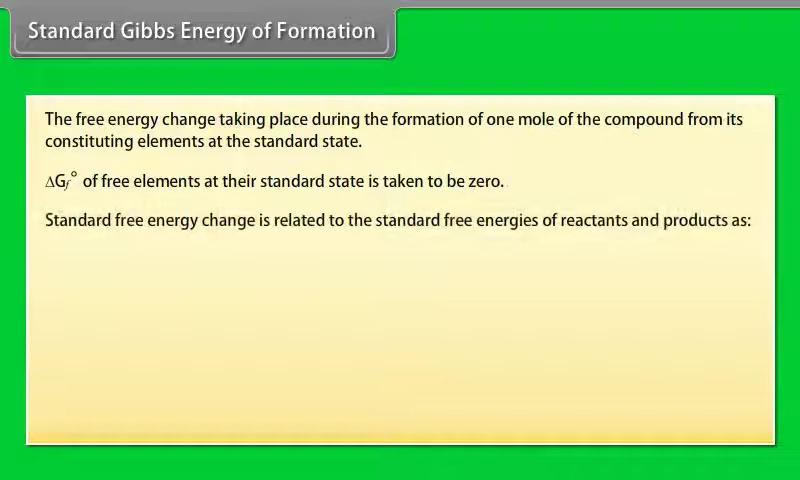 Standard Gibbs Energy of Formation
The free energy change taking place during the formation of one mole of the compound from its
constituting elements at the standard state.
ΔGf° of free elements at their standard state is taken to be zero.
Standard free energy change is related to the standard free energies of reactants and products as: